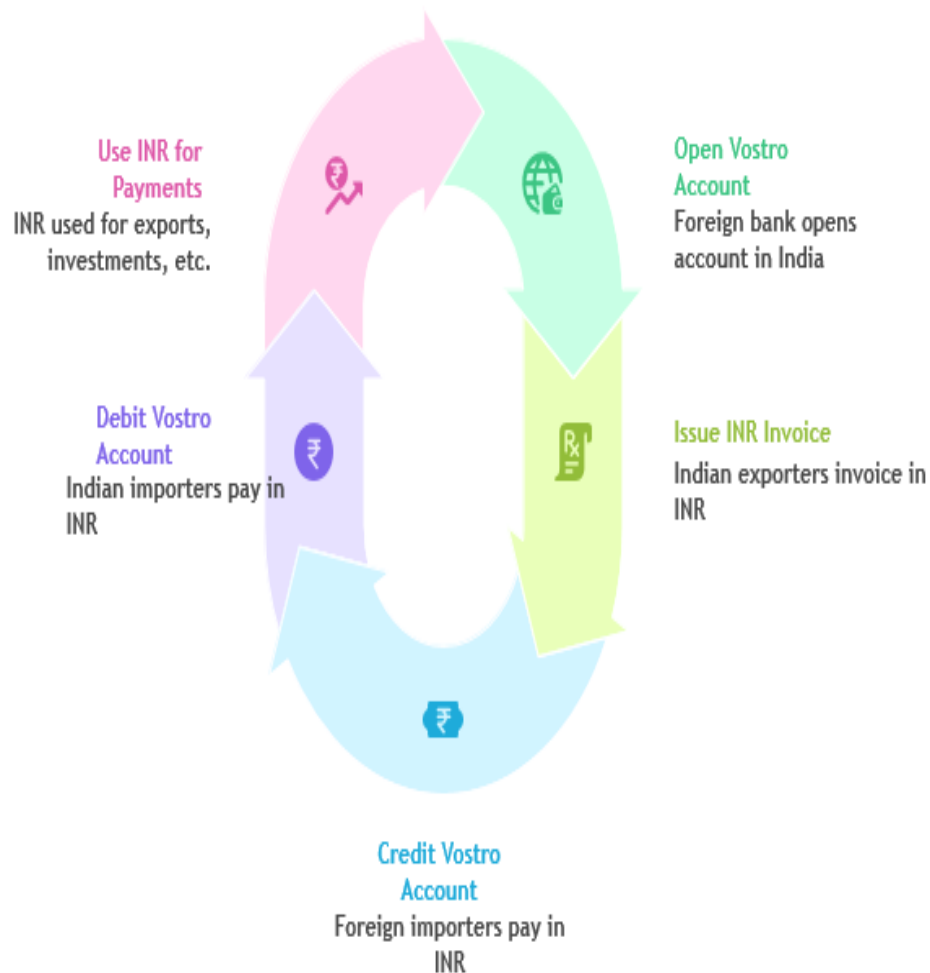 Use INR for
Payments
INR used for exports,
investments, etc.
Open Vostro
Account
Foreign bank opens
account in India
Debit Vostro
Account
Indian importers pay in
INR
₹
Rx
Issue INR Invoice
Indian exporters invoice in
INR
₹
₹
Credit Vostro
Account
Foreign importers pay in
INR